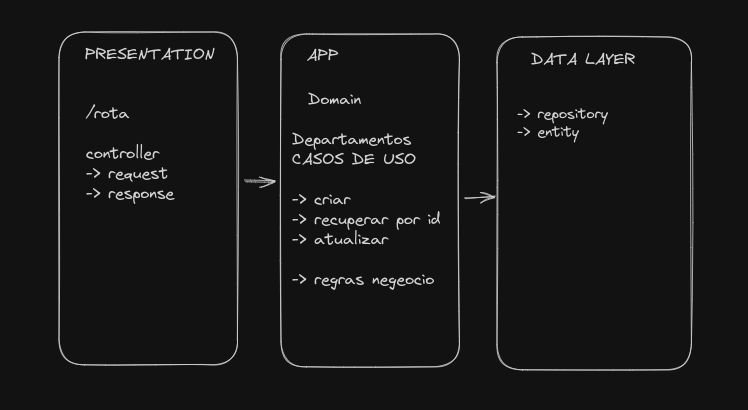 PRESENTATION
/rota
controller
-> request
-> response
APP
Domain
Departamentos
CASOS DE USO
-> criar
-> recuperar por id
-> atualizar
-> regras negeocio
DATA LAYER
-> repository
-> entity